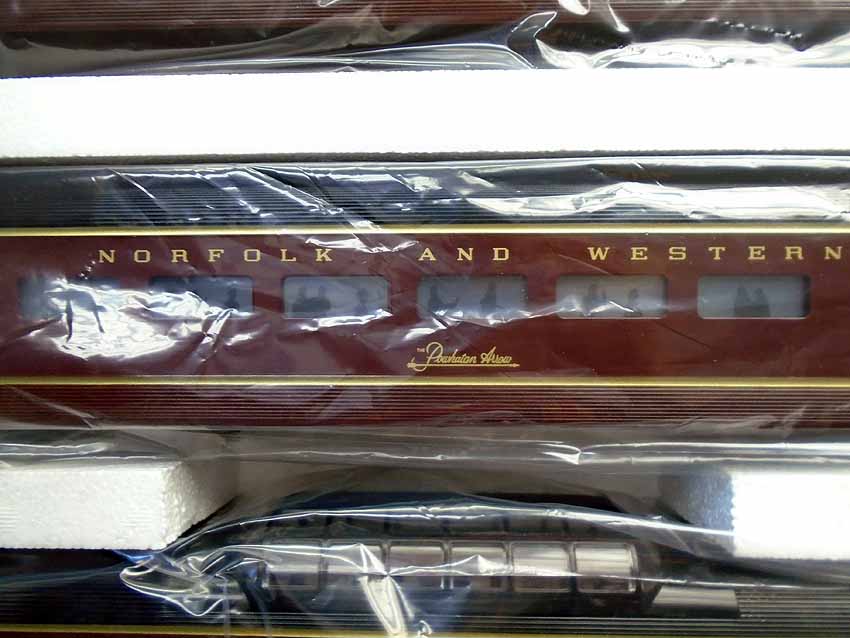 NORFOLK AND WESTERN
THE Powhatan Arrow